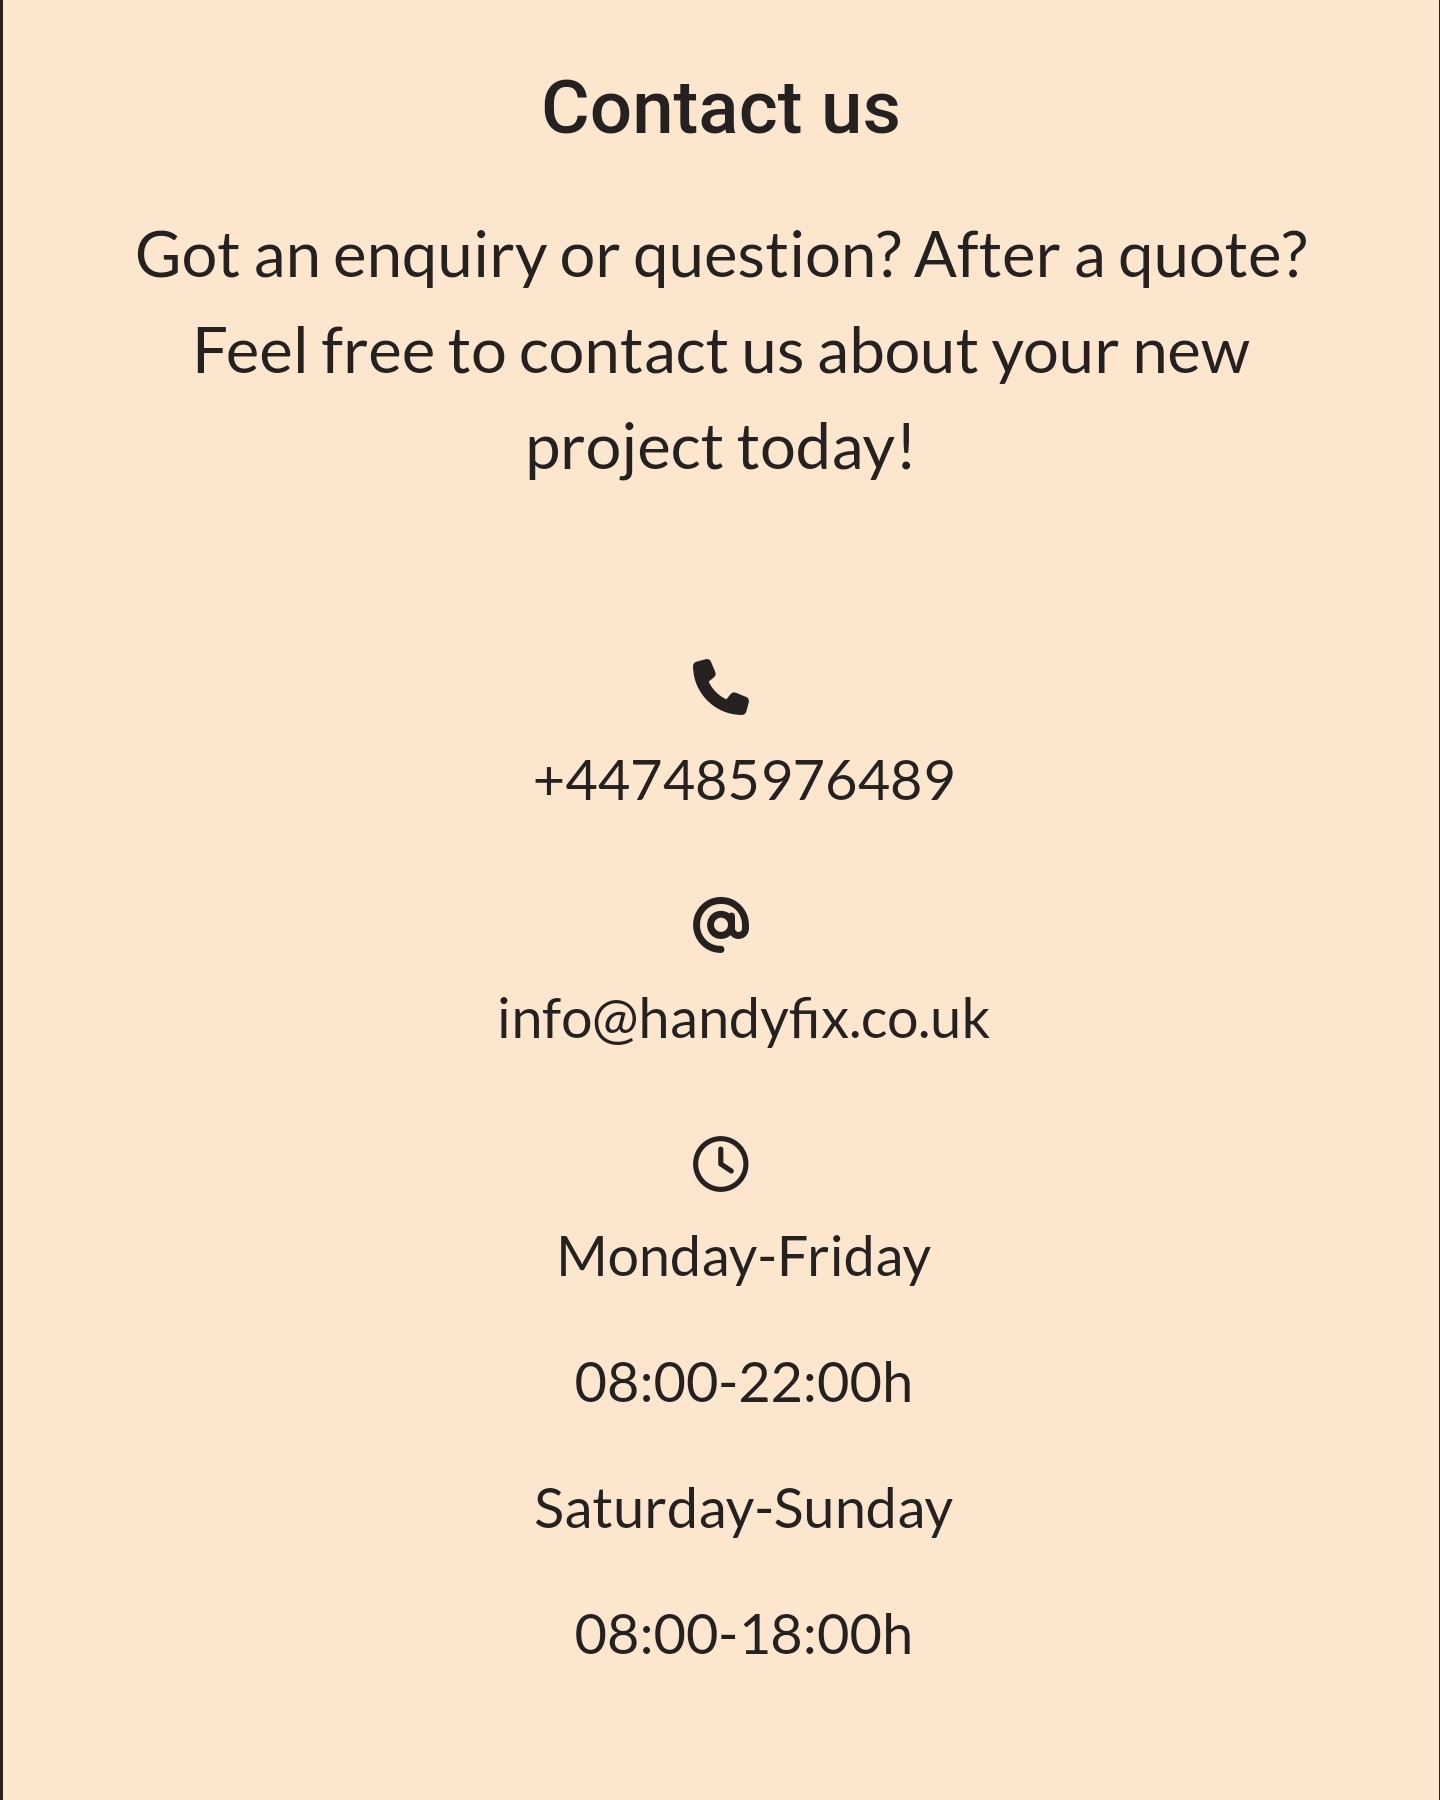 Contact us
Got an enquiry or question? After a quote?
Feel free to contact us about your new
project today!
+447485976489
info@handyfix.co.uk
Monday-Friday
08:00-22:00h
Saturday-Sunday
08:00-18:00h